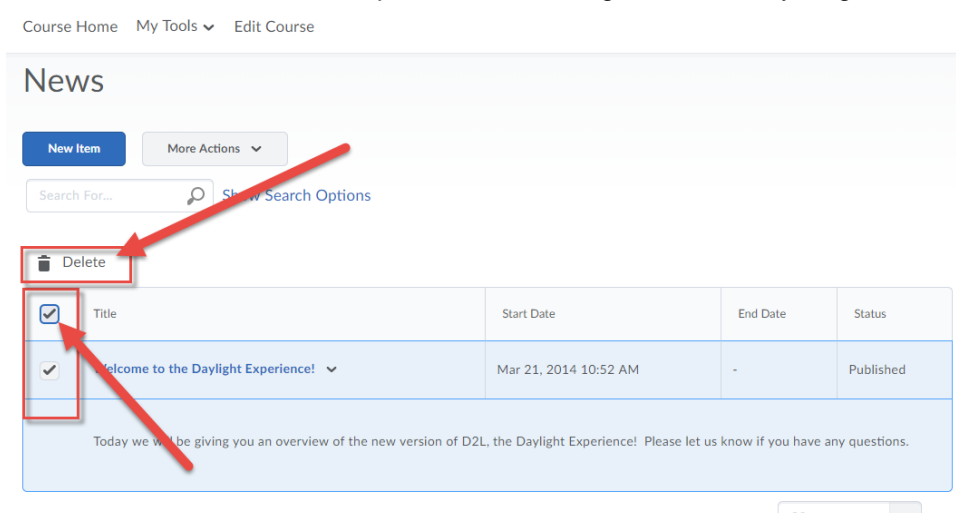 Course Home My Tools Edit Course
News
New Item More Actions
Search For... Show Search Options
Delete
Title Start Date End Date Status
Welcome to the Daylight Experience! Mar 21, 2014 10:52 AM - Published
Today we will be giving you an overview of the new version of D2L, the Daylight Experience! Please let us know if you have any questions.